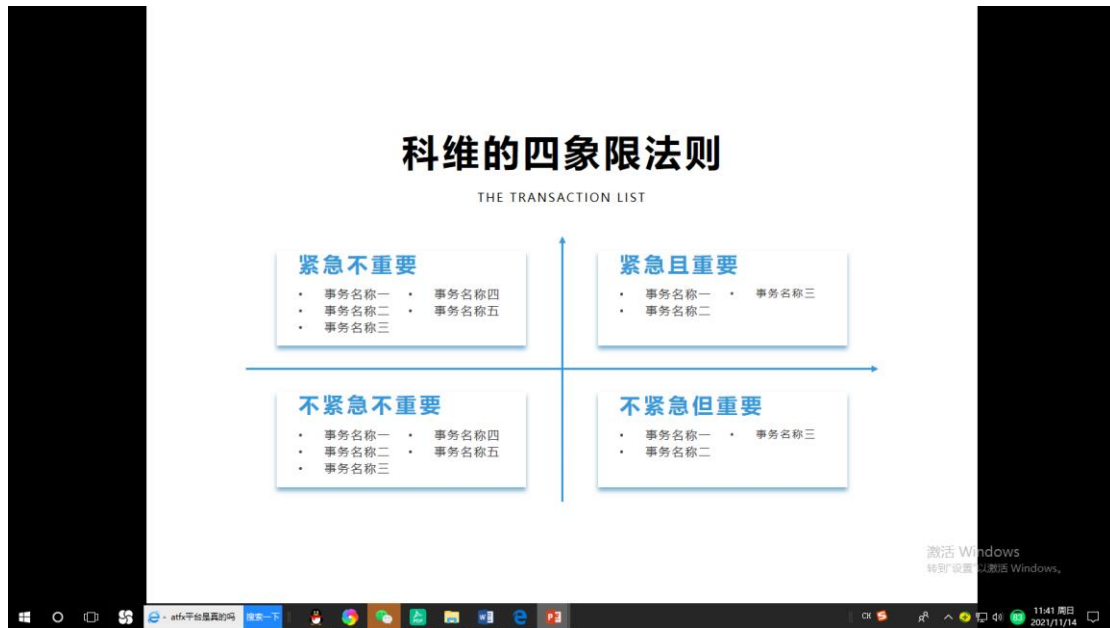 科维的四象限法则
THE TRANSACTION LIST
紧急不重要
• 事务名称一 • 事务名称四
• 事务名称二 • 事务名称五
• 事务名称三
紧急且重要
• 事务名称一 • 事务名称三
• 事务名称二
不紧急不重要
• 事务名称一 • 事务名称四
• 事务名称二 • 事务名称五
• 事务名称三
不紧急但重要
• 事务名称一 • 事务名称三
• 事务名称二
激活 Windows
转到"设置"以激活 Windows。
atfx平台是真的吗 搜索一下
CH 83 11:41 周日
2021/11/14